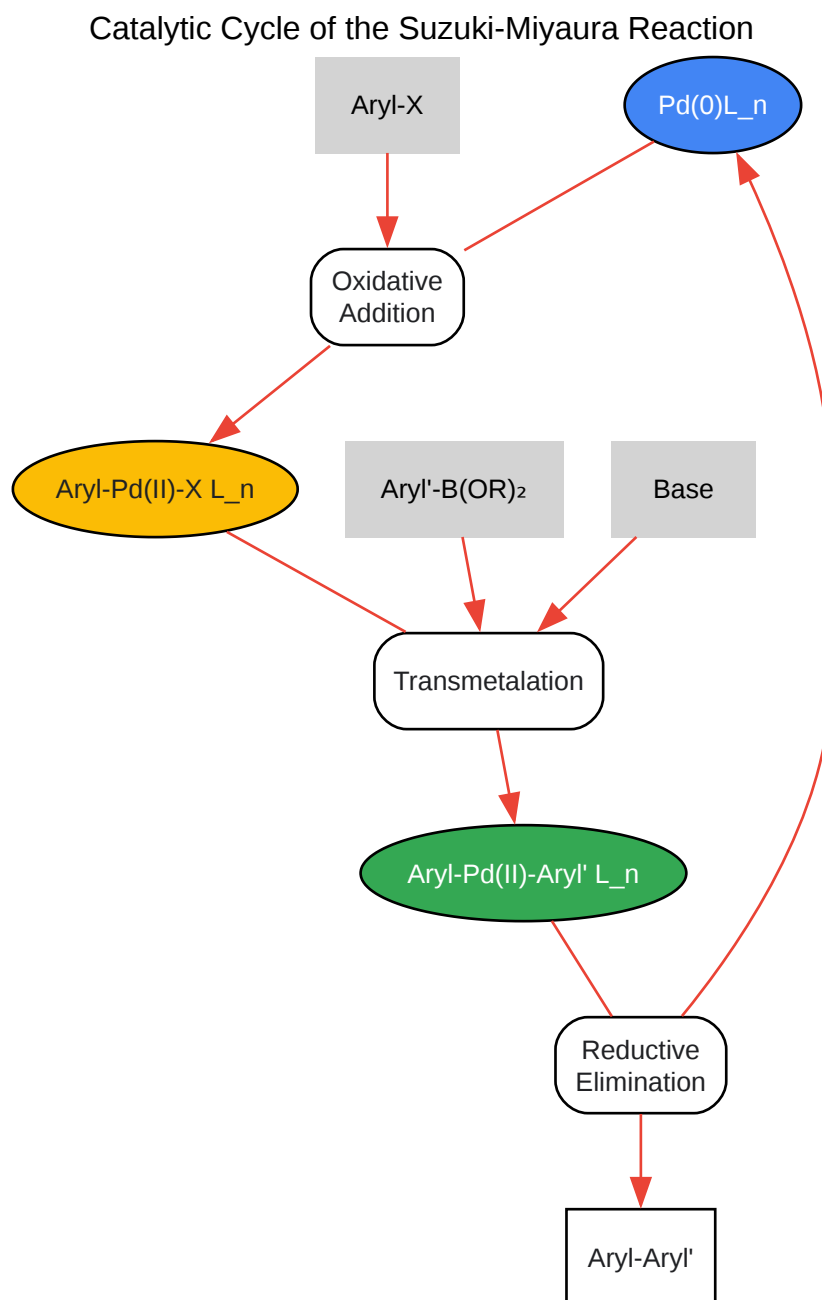 Catalytic Cycle of the Suzuki-Miyaura Reaction
Aryl-X
Pd(0)L_n
Oxidative
Addition
Aryl-Pd(II)-X L_n
Aryl'-B(OR)₂
Base
Transmetalation
Aryl-Pd(II)-Aryl' L_n
Reductive
Elimination
Aryl-Aryl'